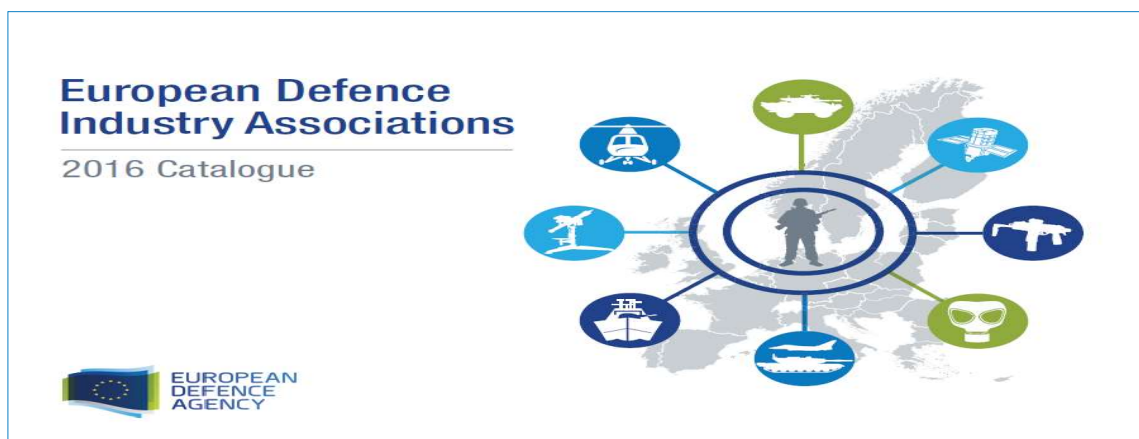 European Defence
Industry Associations
2016 Catalogue
EUROPEAN
DEFENCE
AGENCY